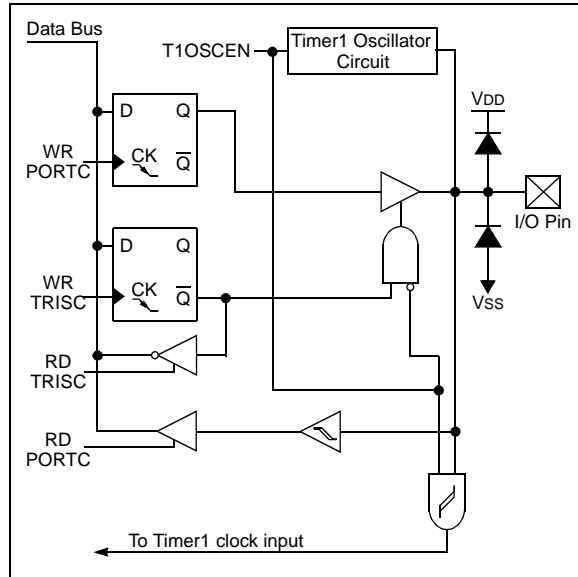 Data Bus
T1OSCEN
Timer1 Oscillator
Circuit
VDD
D
Q
WR
PORTC
CK
Q
I/O Pin
D
Q
WR
TRISC
CK
Q
VSS
RD
TRISC
RD
PORTC
To Timer1 clock input